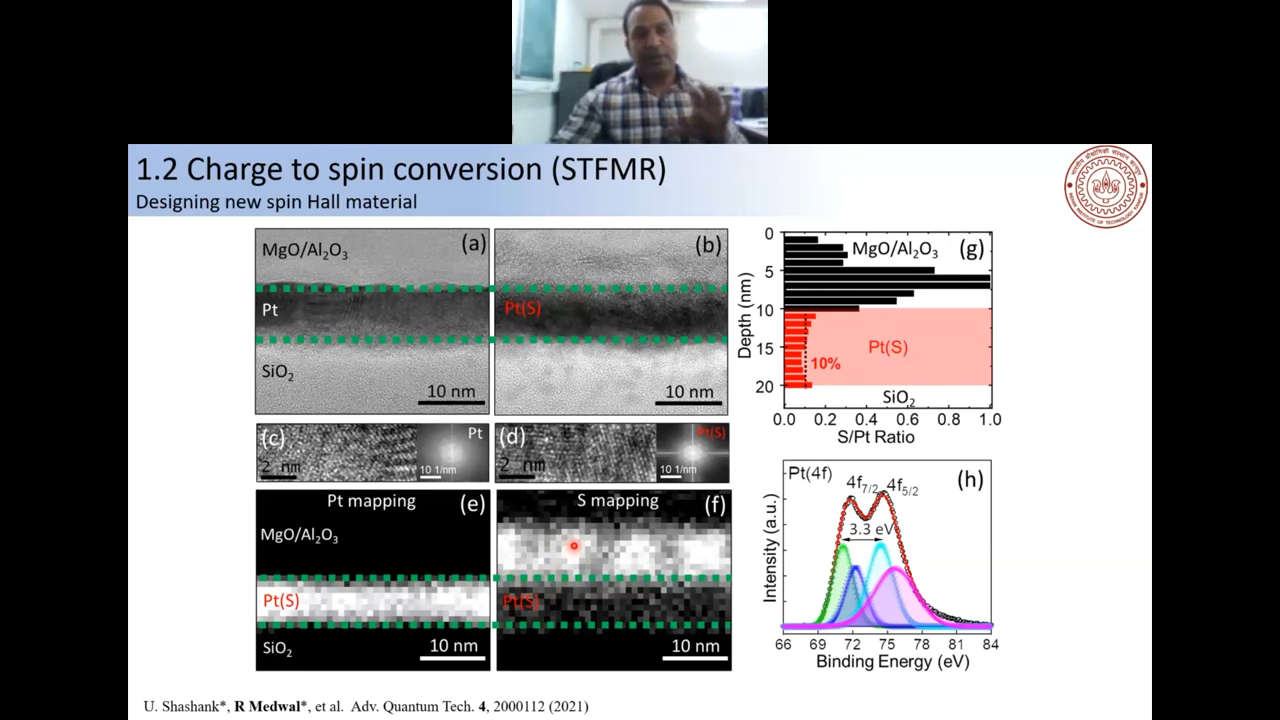 1.2 Charge to spin conversion (STFMR)
Designing new spin Hall material
MgO/Al₂O₃
(a)
Pt
SiO₂
10 nm
(b)
Pt(S)
10 nm
(c)
2 nm
Pt
10 1/nm
(d)
2 nm
Pt(S)
10 1/nm
Pt mapping
(e)
MgO/Al₂O₃
Pt(S)
SiO₂
10 nm
S mapping
(f)
Pt(S)
10 nm
0
5
10
15
20
Depth (nm)
MgO/Al₂O₃
(g)
Pt(S)
10%
SiO₂
0.0 0.2 0.4 0.6 0.8 1.0
S/Pt Ratio
Pt(4f)
4f7/2
4f5/2
(h)
3.3 eV
Intensity (a.u.)
66 69 72 75 78 81 84
Binding Energy (eV)
U. Shashank*, R Medwal*, et al. Adv. Quantum Tech. 4, 2000112 (2021)